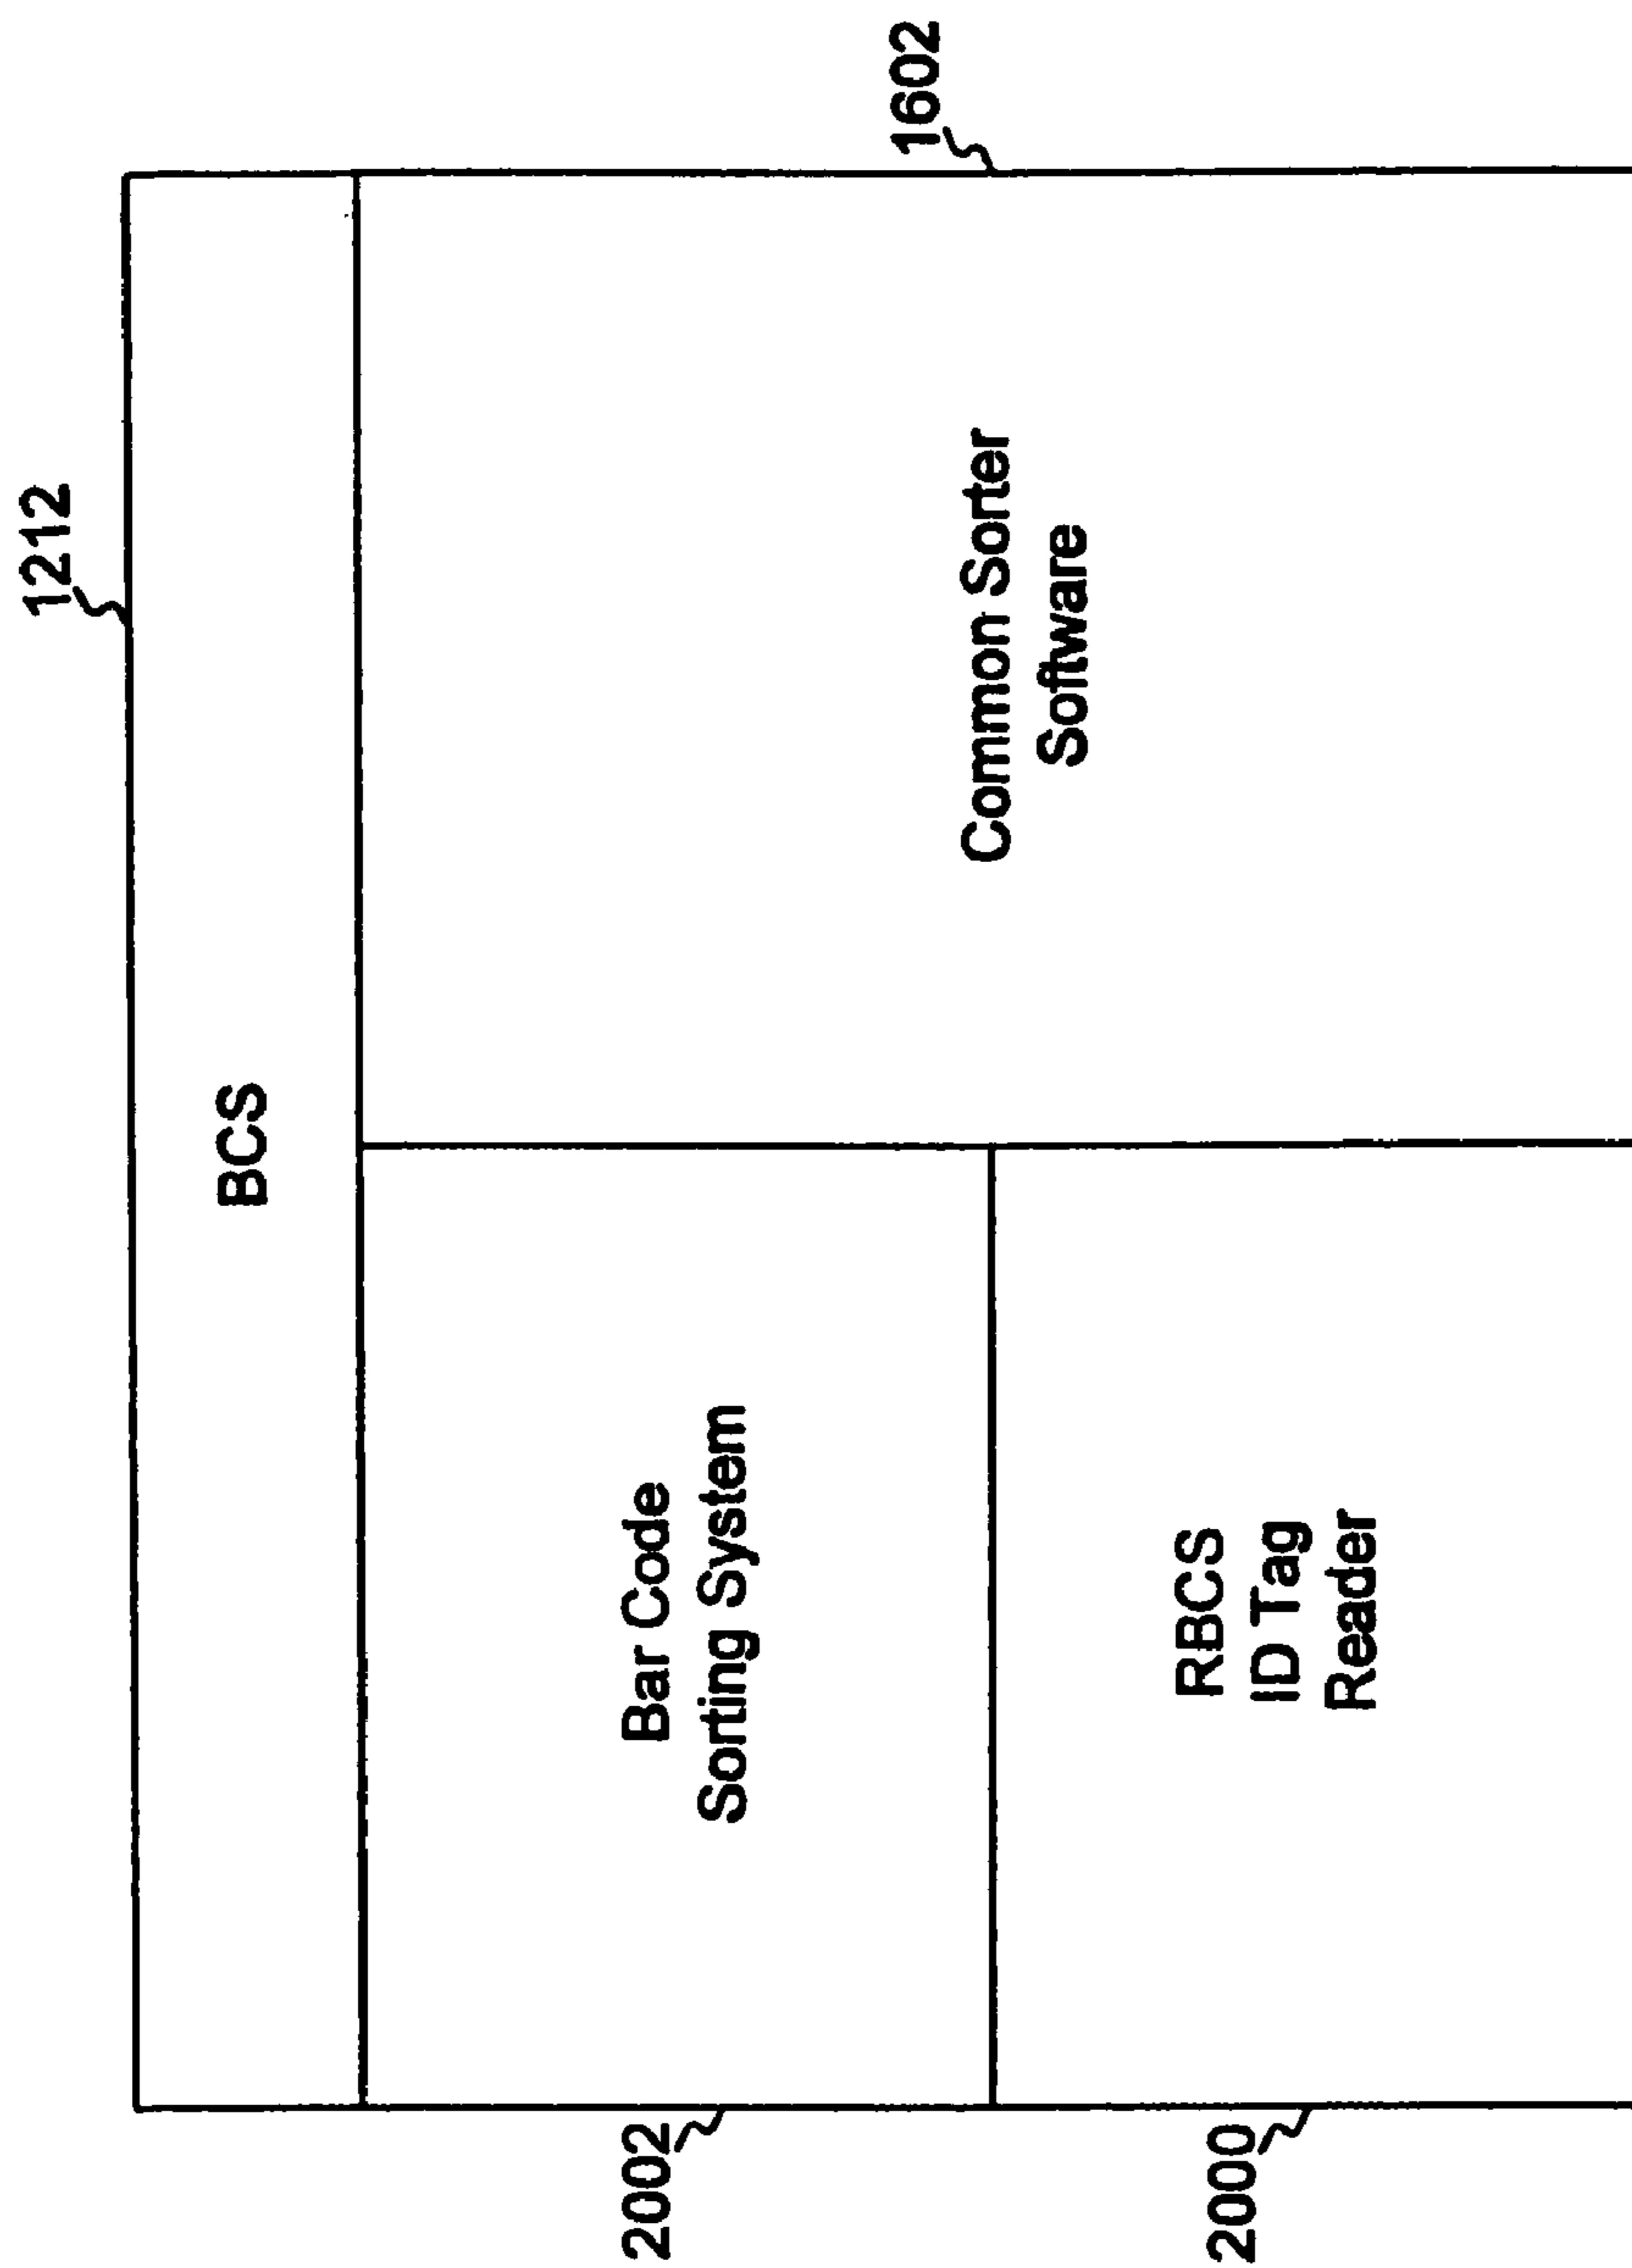 1212
BCS
2002
Bar Code
Sorting System
Common Sorter
Software
1602
2000
RBCS
ID Tag
Reader